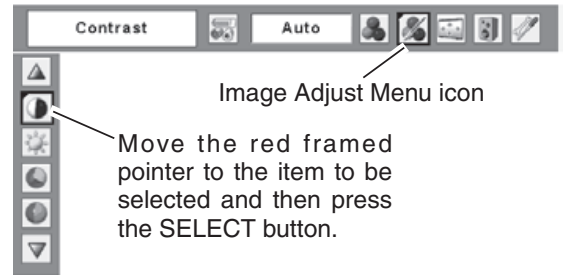 Contrast
Auto
Image Adjust Menu icon
Move the red framed
pointer to the item to be
selected and then press
the SELECT button.